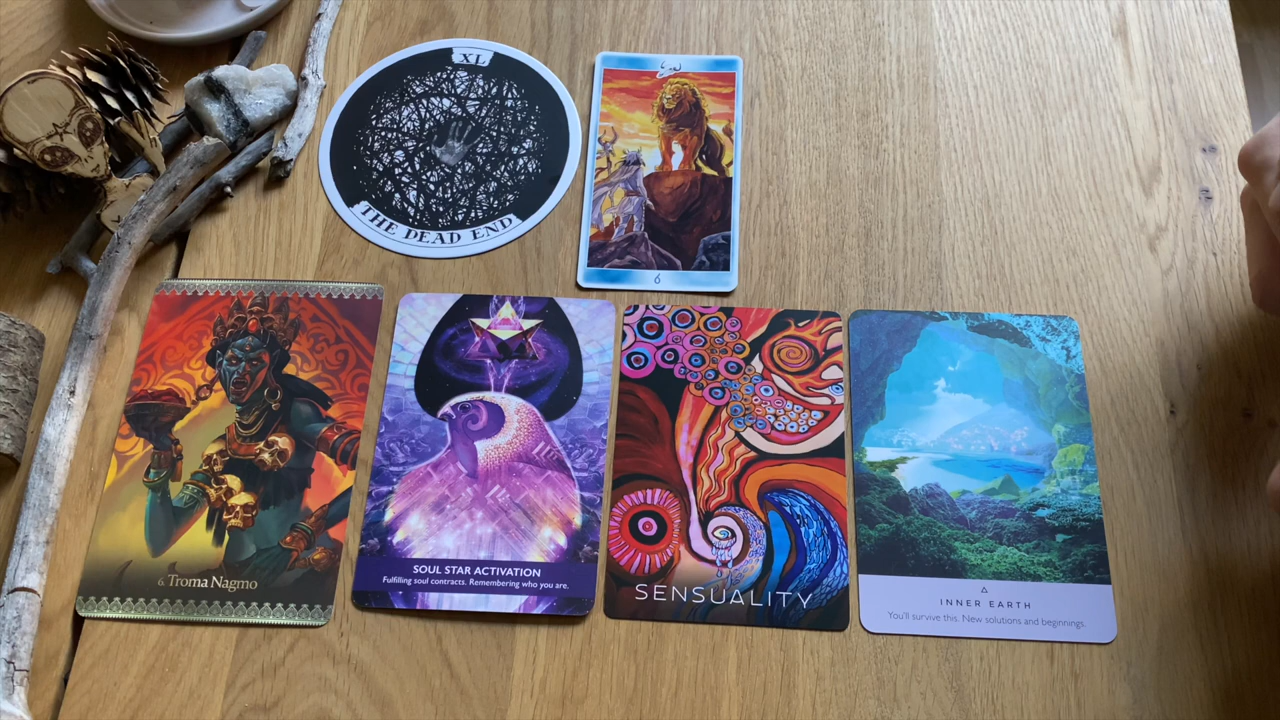 XL
THE DEAD END
6
6. Troma Nagmo
SOUL STAR ACTIVATION
Fulfilling soul contracts. Remembering who you are.
SENSUALITY
INNER EARTH
You'll survive this. New solutions and beginnings.